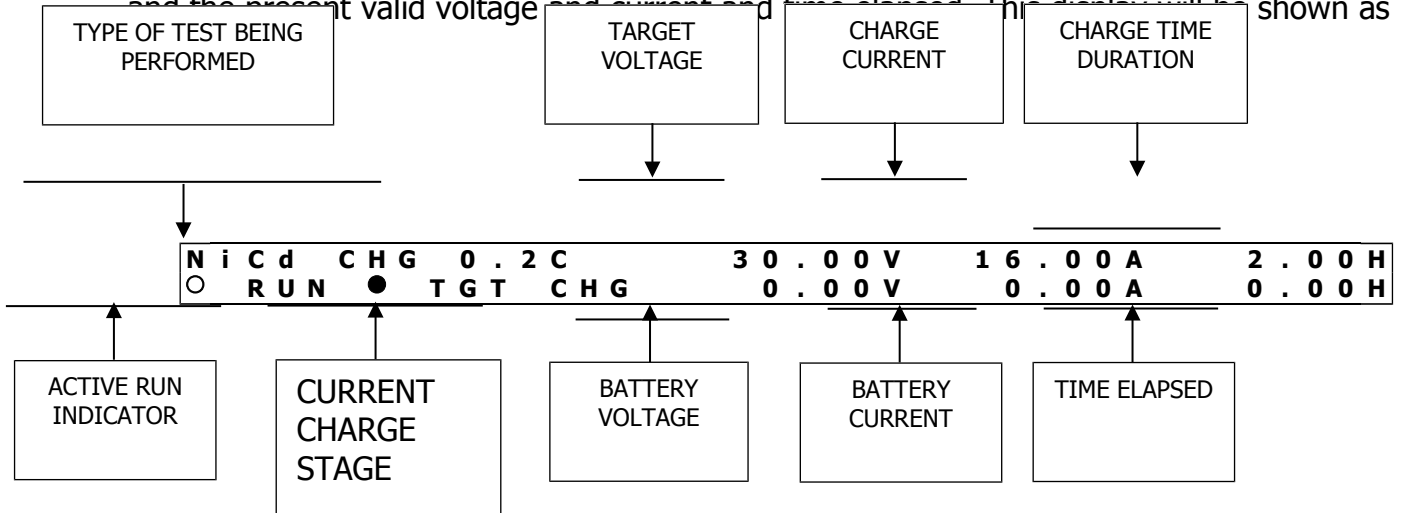 and the present valid voltage and current and time elapsed. This display will be shown as
TYPE OF TEST BEING
PERFORMED
TARGET
VOLTAGE
CHARGE
CURRENT
CHARGE TIME
DURATION
NiCd CHG 0.2C 30.00V 16.00A 2.00H
○ RUN ● TGT CHG 0.00V 0.00A 0.00H
ACTIVE RUN
INDICATOR
CURRENT
CHARGE
STAGE
BATTERY
VOLTAGE
BATTERY
CURRENT
TIME ELAPSED